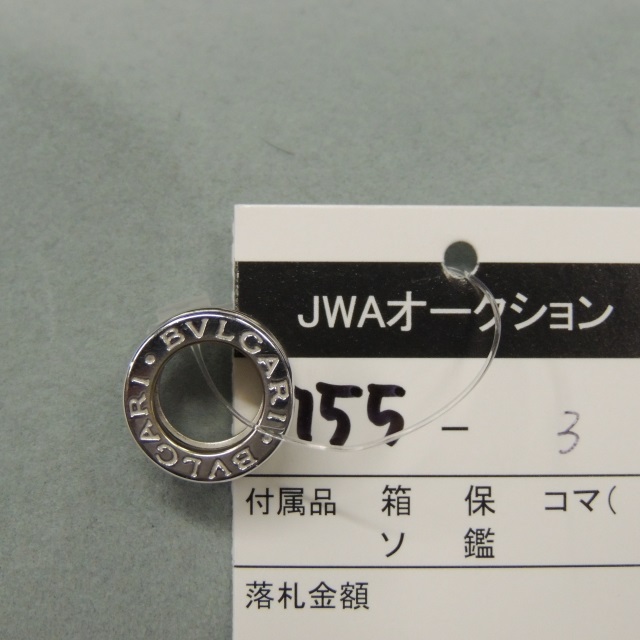 BVLGARI • BVLGARI •
JWAオークション
155 - 3
付属品 箱 保 コマ(
ソ 鑑
落札金額